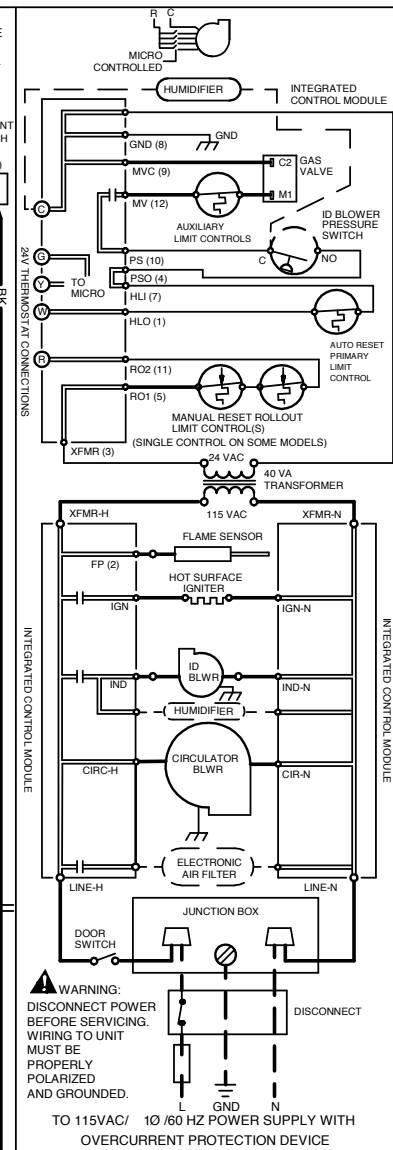 R C
MICRO
CONTROLLED
HUMIDIFIER
INTEGRATED
CONTROL MODULE
GND (8)
GND
MVC (9)
C2
GAS
VALVE
MV (12)
M1
AUXILIARY
LIMIT CONTROLS
ID BLOWER
PRESSURE
SWITCH
C
G
Y
W
R
24V THERMOSTAT CONNECTIONS
TO
MICRO
PS (10)
C
NO
PSO (4)
HLI (7)
HLO (1)
AUTO RESET
PRIMARY
LIMIT
CONTROL
RO2 (11)
RO1 (5)
MANUAL RESET ROLLOUT
LIMIT CONTROL(S)
(SINGLE CONTROL ON SOME MODELS)
XFMR (3)
24 VAC
40 VA
TRANSFORMER
115 VAC
XFMR-H
XFMR-N
FLAME SENSOR
FP (2)
HOT SURFACE
IGNITER
IGN
IGN-N
INTEGRATED CONTROL MODULE
INTEGRATED CONTROL MODULE
ID
BLWR
IND
IND-N
HUMIDIFIER
CIRCULATOR
BLWR
CIRC-H
CIR-N
ELECTRONIC
AIR FILTER
LINE-H
LINE-N
JUNCTION BOX
DOOR
SWITCH
WARNING:
DISCONNECT POWER
BEFORE SERVICING.
WIRING TO UNIT
MUST BE
PROPERLY
POLARIZED
AND GROUNDED.
DISCONNECT
L GND N
TO 115VAC/ 1Ø /60 HZ POWER SUPPLY WITH
OVERCURRENT PROTECTION DEVICE